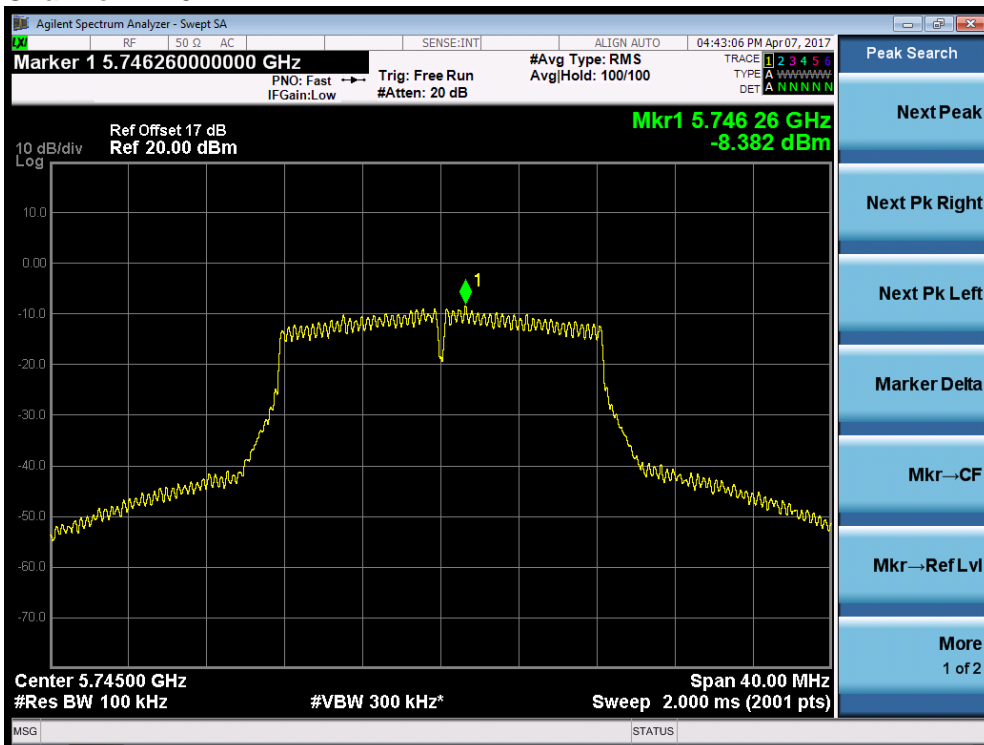 Agilent Spectrum Analyzer - Swept SA
LXI RF 50 Ω AC SENSE:INT ALIGN AUTO 04:43:06 PM Apr 07, 2017
Marker 1 5.746260000000 GHz
PNO: Fast
IFGain:Low
Trig: Free Run
#Atten: 20 dB
#Avg Type: RMS
Avg|Hold: 100/100
TRACE 1 2 3 4 5 6
TYPE A WWWWW
DET A N N N N N
Peak Search
Mkr1 5.746 26 GHz
-8.382 dBm
Ref Offset 17 dB
10 dB/div Ref 20.00 dBm
Log
10.0
0.00
-10.0
-20.0
-30.0
-40.0
-50.0
-60.0
-70.0
1
Center 5.74500 GHz Span 40.00 MHz
#Res BW 100 kHz #VBW 300 kHz* Sweep 2.000 ms (2001 pts)
Next Peak
Next Pk Right
Next Pk Left
Marker Delta
Mkr→CF
Mkr→Ref Lvl
More
1 of 2
MSG STATUS